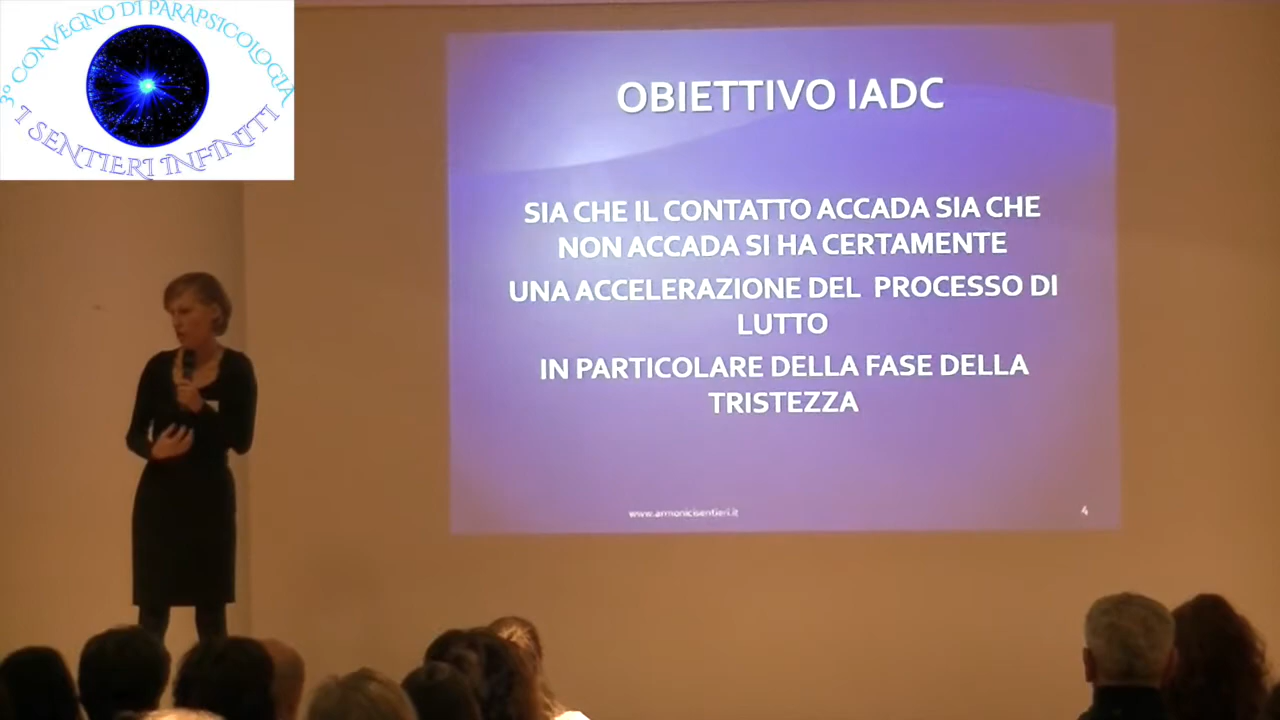 3° CONVEGNO DI PARAPSICOLOGIA
I SENTIERI INFINITI
OBIETTIVO IADC
SIA CHE IL CONTATTO ACCADA SIA CHE
NON ACCADA SI HA CERTAMENTE
UNA ACCELERAZIONE DEL PROCESSO DI
LUTTO
IN PARTICOLARE DELLA FASE DELLA
TRISTEZZA
www.armonicisentieri.it
4